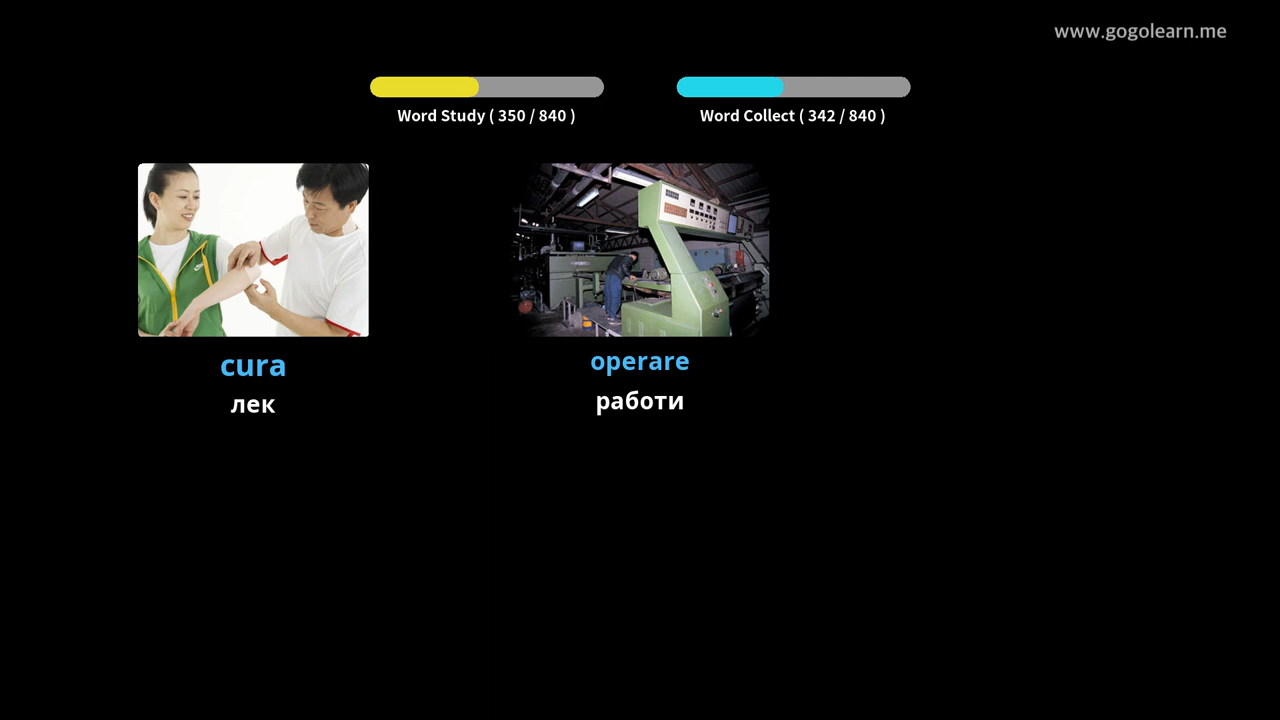 www.gogolearn.me
Word Study ( 350 / 840 )
Word Collect ( 342 / 840 )
cura
лек
operare
работи